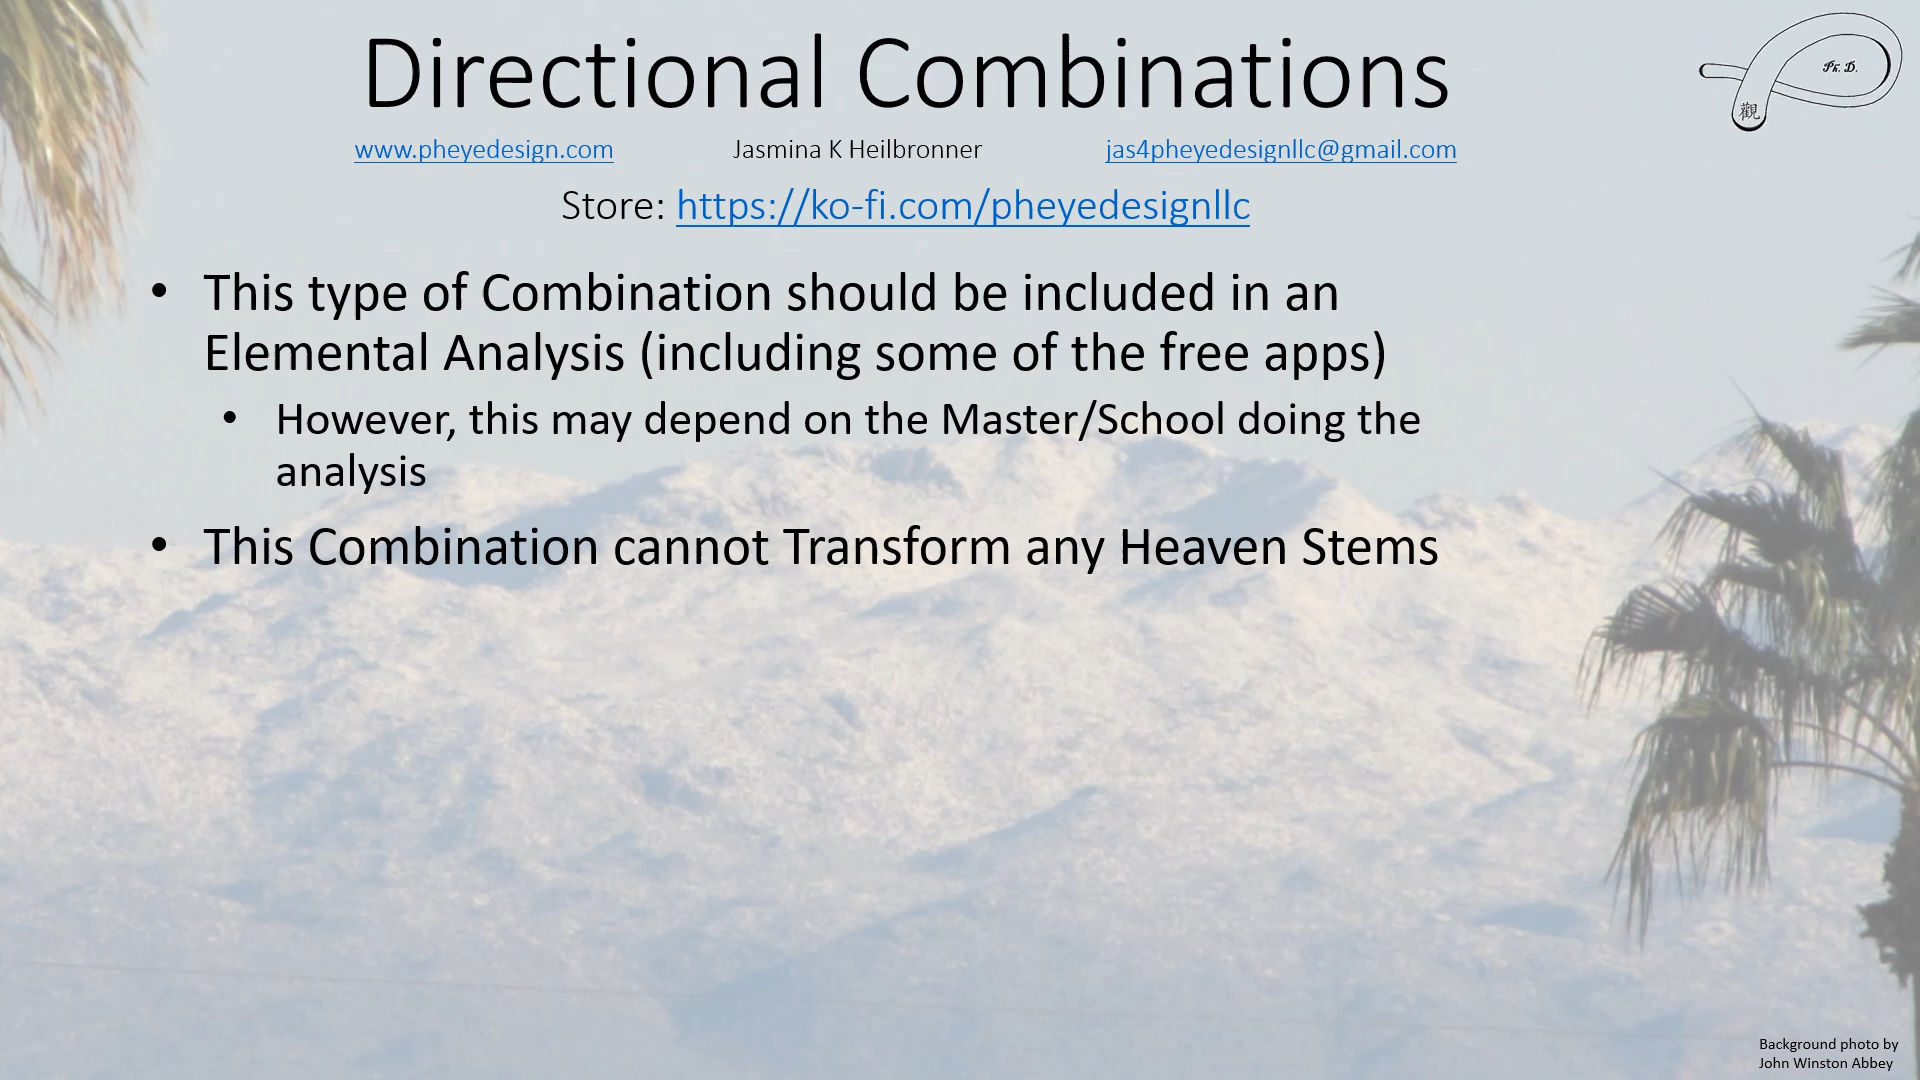 Directional Combinations
Ph. D.
觀
www.pheyedesign.com Jasmina K Heilbronner jas4pheyedesignllc@gmail.com
Store: https://ko-fi.com/pheyedesignllc
• This type of Combination should be included in an
Elemental Analysis (including some of the free apps)
• However, this may depend on the Master/School doing the
analysis
• This Combination cannot Transform any Heaven Stems
Background photo by
John Winston Abbey